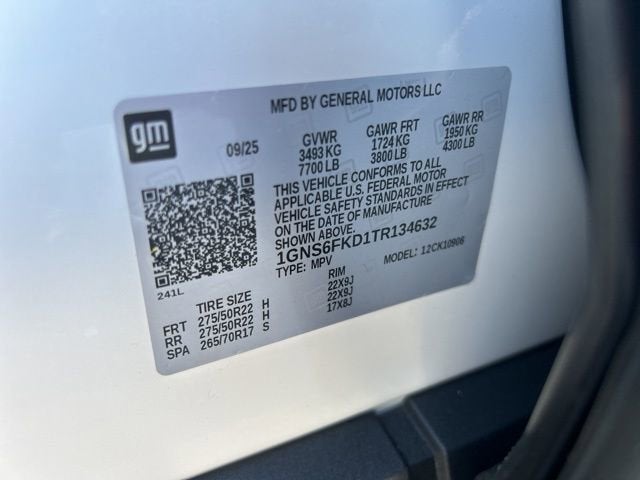 MFD BY GENERAL MOTORS LLC
gm
09/25
GVWR GAWR FRT GAWR RR
3493 KG 1724 KG 1950 KG
7700 LB 3800 LB 4300 LB
THIS VEHICLE CONFORMS TO ALL
APPLICABLE U.S. FEDERAL MOTOR
VEHICLE SAFETY STANDARDS IN EFFECT
ON THE DATE OF MANUFACTURE
SHOWN ABOVE.
1GNS6FKD1TR134632
TYPE: MPV MODEL: 12CK10906
241L
TIRE SIZE RIM
FRT 275/50R22 H 22X9J
RR 275/50R22 H 22X9J
SPA 265/70R17 S 17X8J